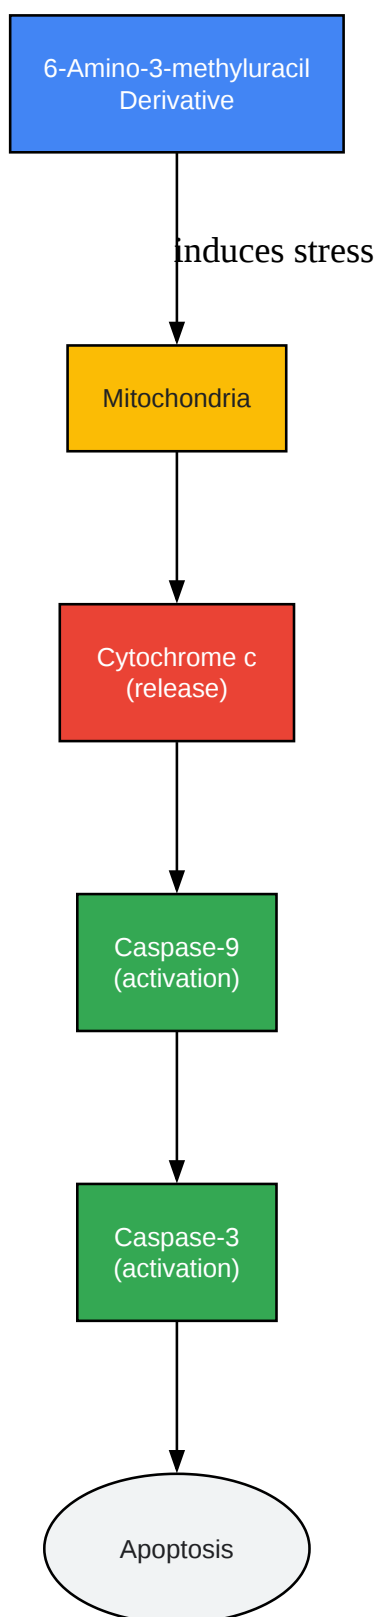 6-Amino-3-methyluracil
Derivative
induces stress
Mitochondria
Cytochrome c
(release)
Caspase-9
(activation)
Caspase-3
(activation)
Apoptosis